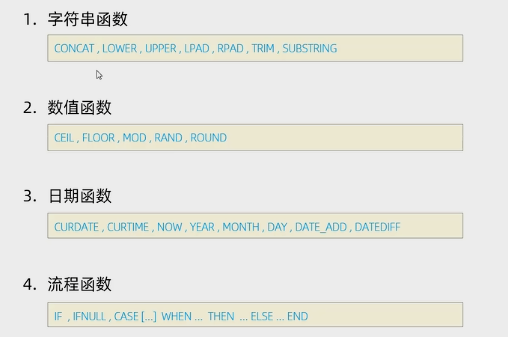 1. 字符串函数
CONCAT , LOWER , UPPER , LPAD , RPAD , TRIM , SUBSTRING
2. 数值函数
CEIL , FLOOR , MOD , RAND , ROUND
3. 日期函数
CURDATE , CURTIME , NOW , YEAR , MONTH , DAY , DATE_ADD , DATEDIFF
4. 流程函数
IF , IFNULL , CASE [...] WHEN ... THEN ... ELSE ... END